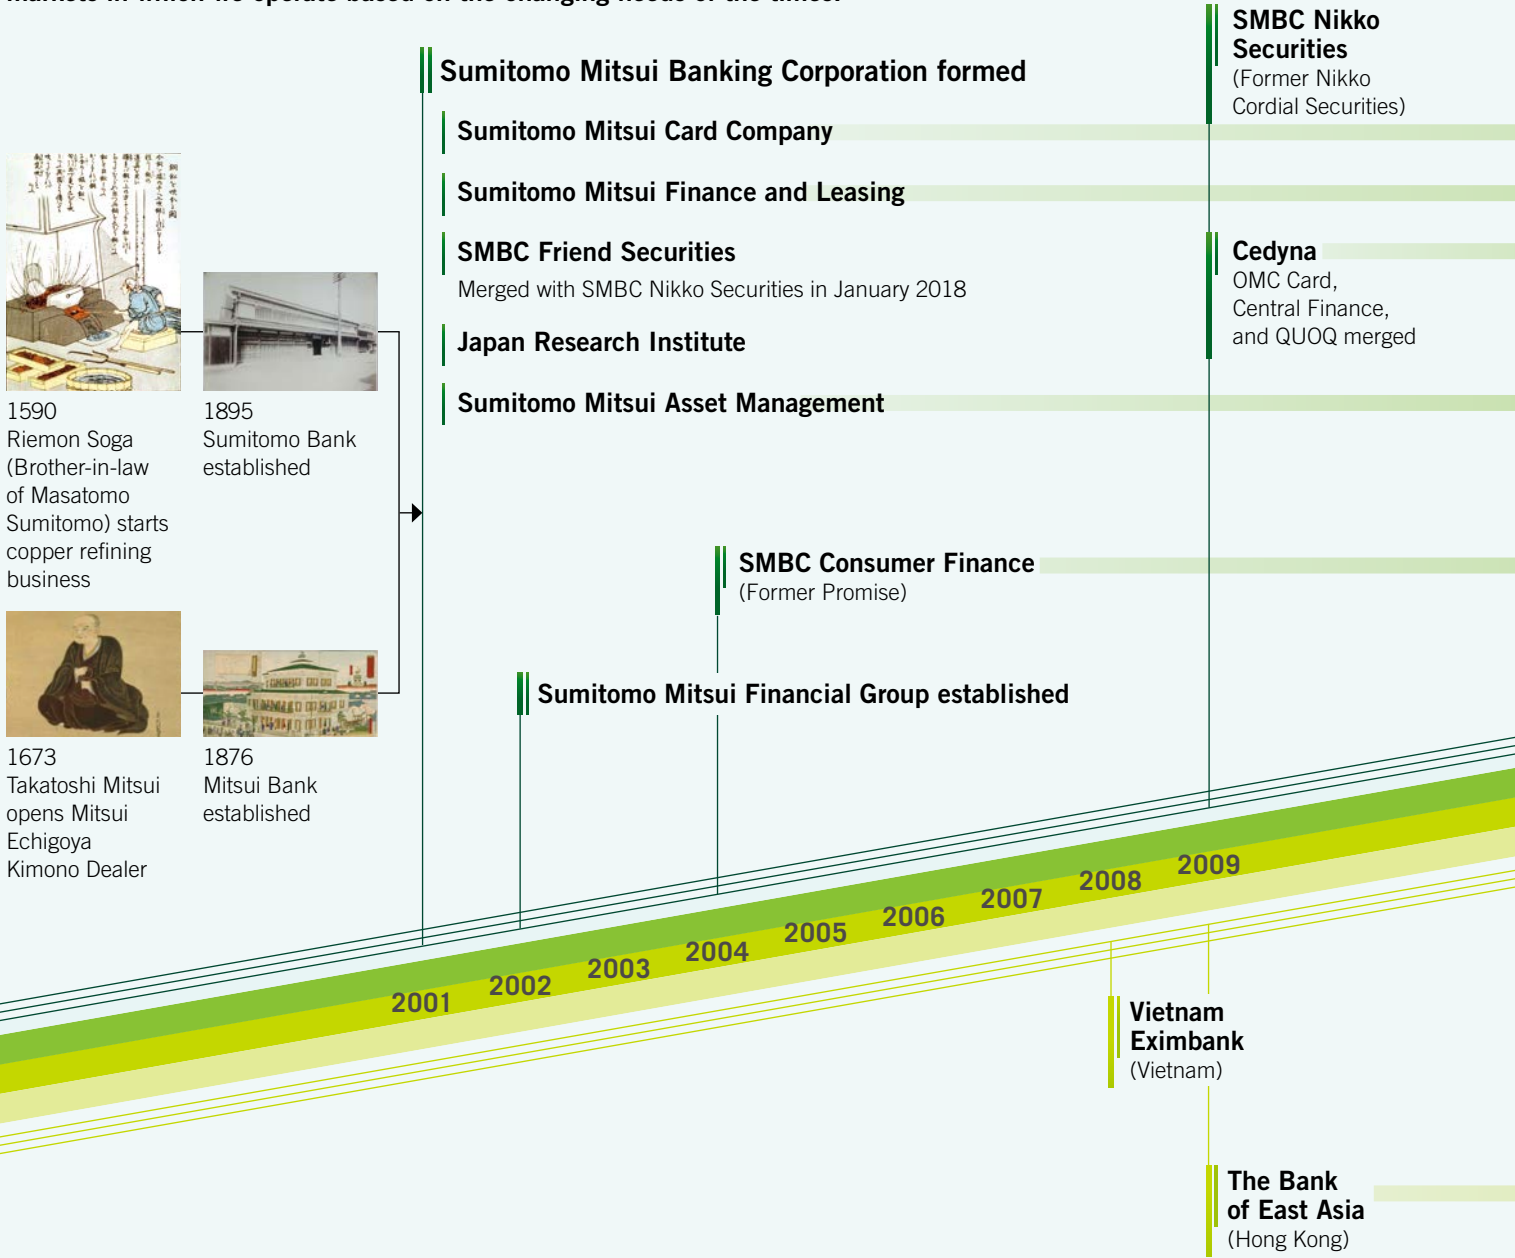 SMBC Nikko
Securities
(Former Nikko
Cordial Securities)
Sumitomo Mitsui Banking Corporation formed
Sumitomo Mitsui Card Company
Sumitomo Mitsui Finance and Leasing
SMBC Friend Securities
Merged with SMBC Nikko Securities in January 2018
Japan Research Institute
Sumitomo Mitsui Asset Management
Cedyna
OMC Card,
Central Finance,
and QUOQ merged
1590
Riemon Soga
(Brother-in-law
of Masatomo
Sumitomo) starts
copper refining
business
1895
Sumitomo Bank
established
SMBC Consumer Finance
(Former Promise)
Sumitomo Mitsui Financial Group established
1673
Takatoshi Mitsui
opens Mitsui
Echigoya
Kimono Dealer
1876
Mitsui Bank
established
2001
2002
2003
2004
2005
2006
2007
2008
2009
Vietnam
Eximbank
(Vietnam)
The Bank
of East Asia
(Hong Kong)